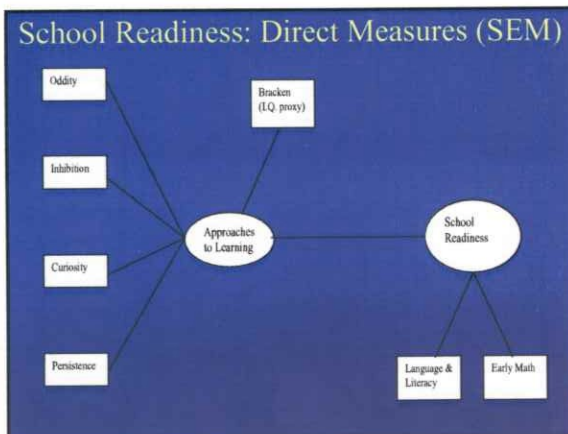 School Readiness: Direct Measures (SEM)
Oddity
Bracken
(I.Q. proxy)
Inhibition
Approaches
to Learning
School
Readiness
Curiosity
Persistence
Language &
Literacy
Early Math